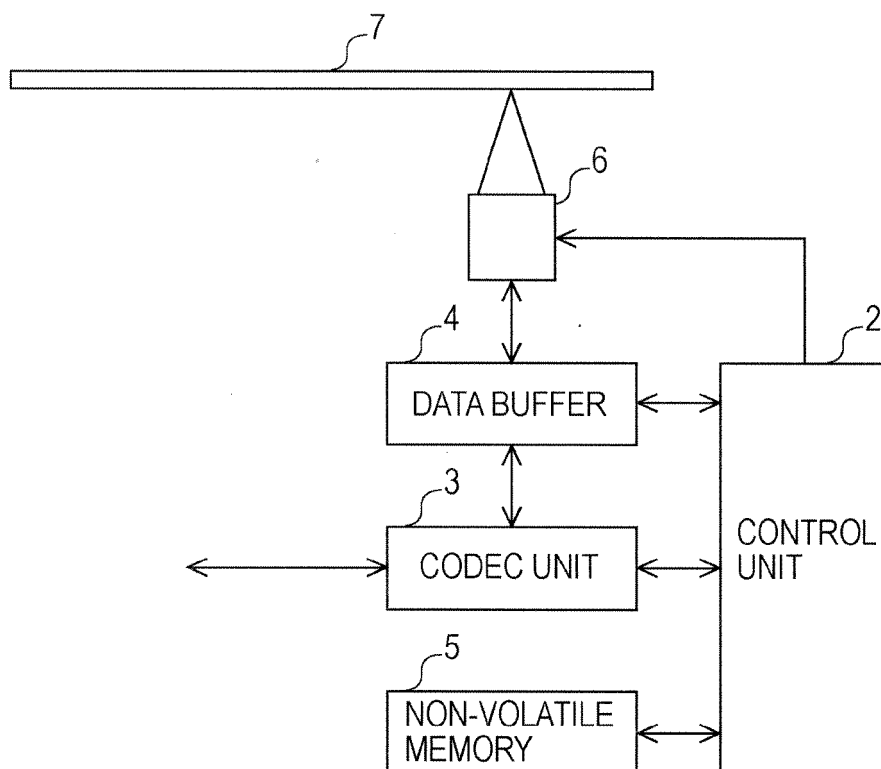 7
6
4
2
DATA BUFFER
3
CODEC UNIT
CONTROL
UNIT
5
NON-VOLATILE
MEMORY